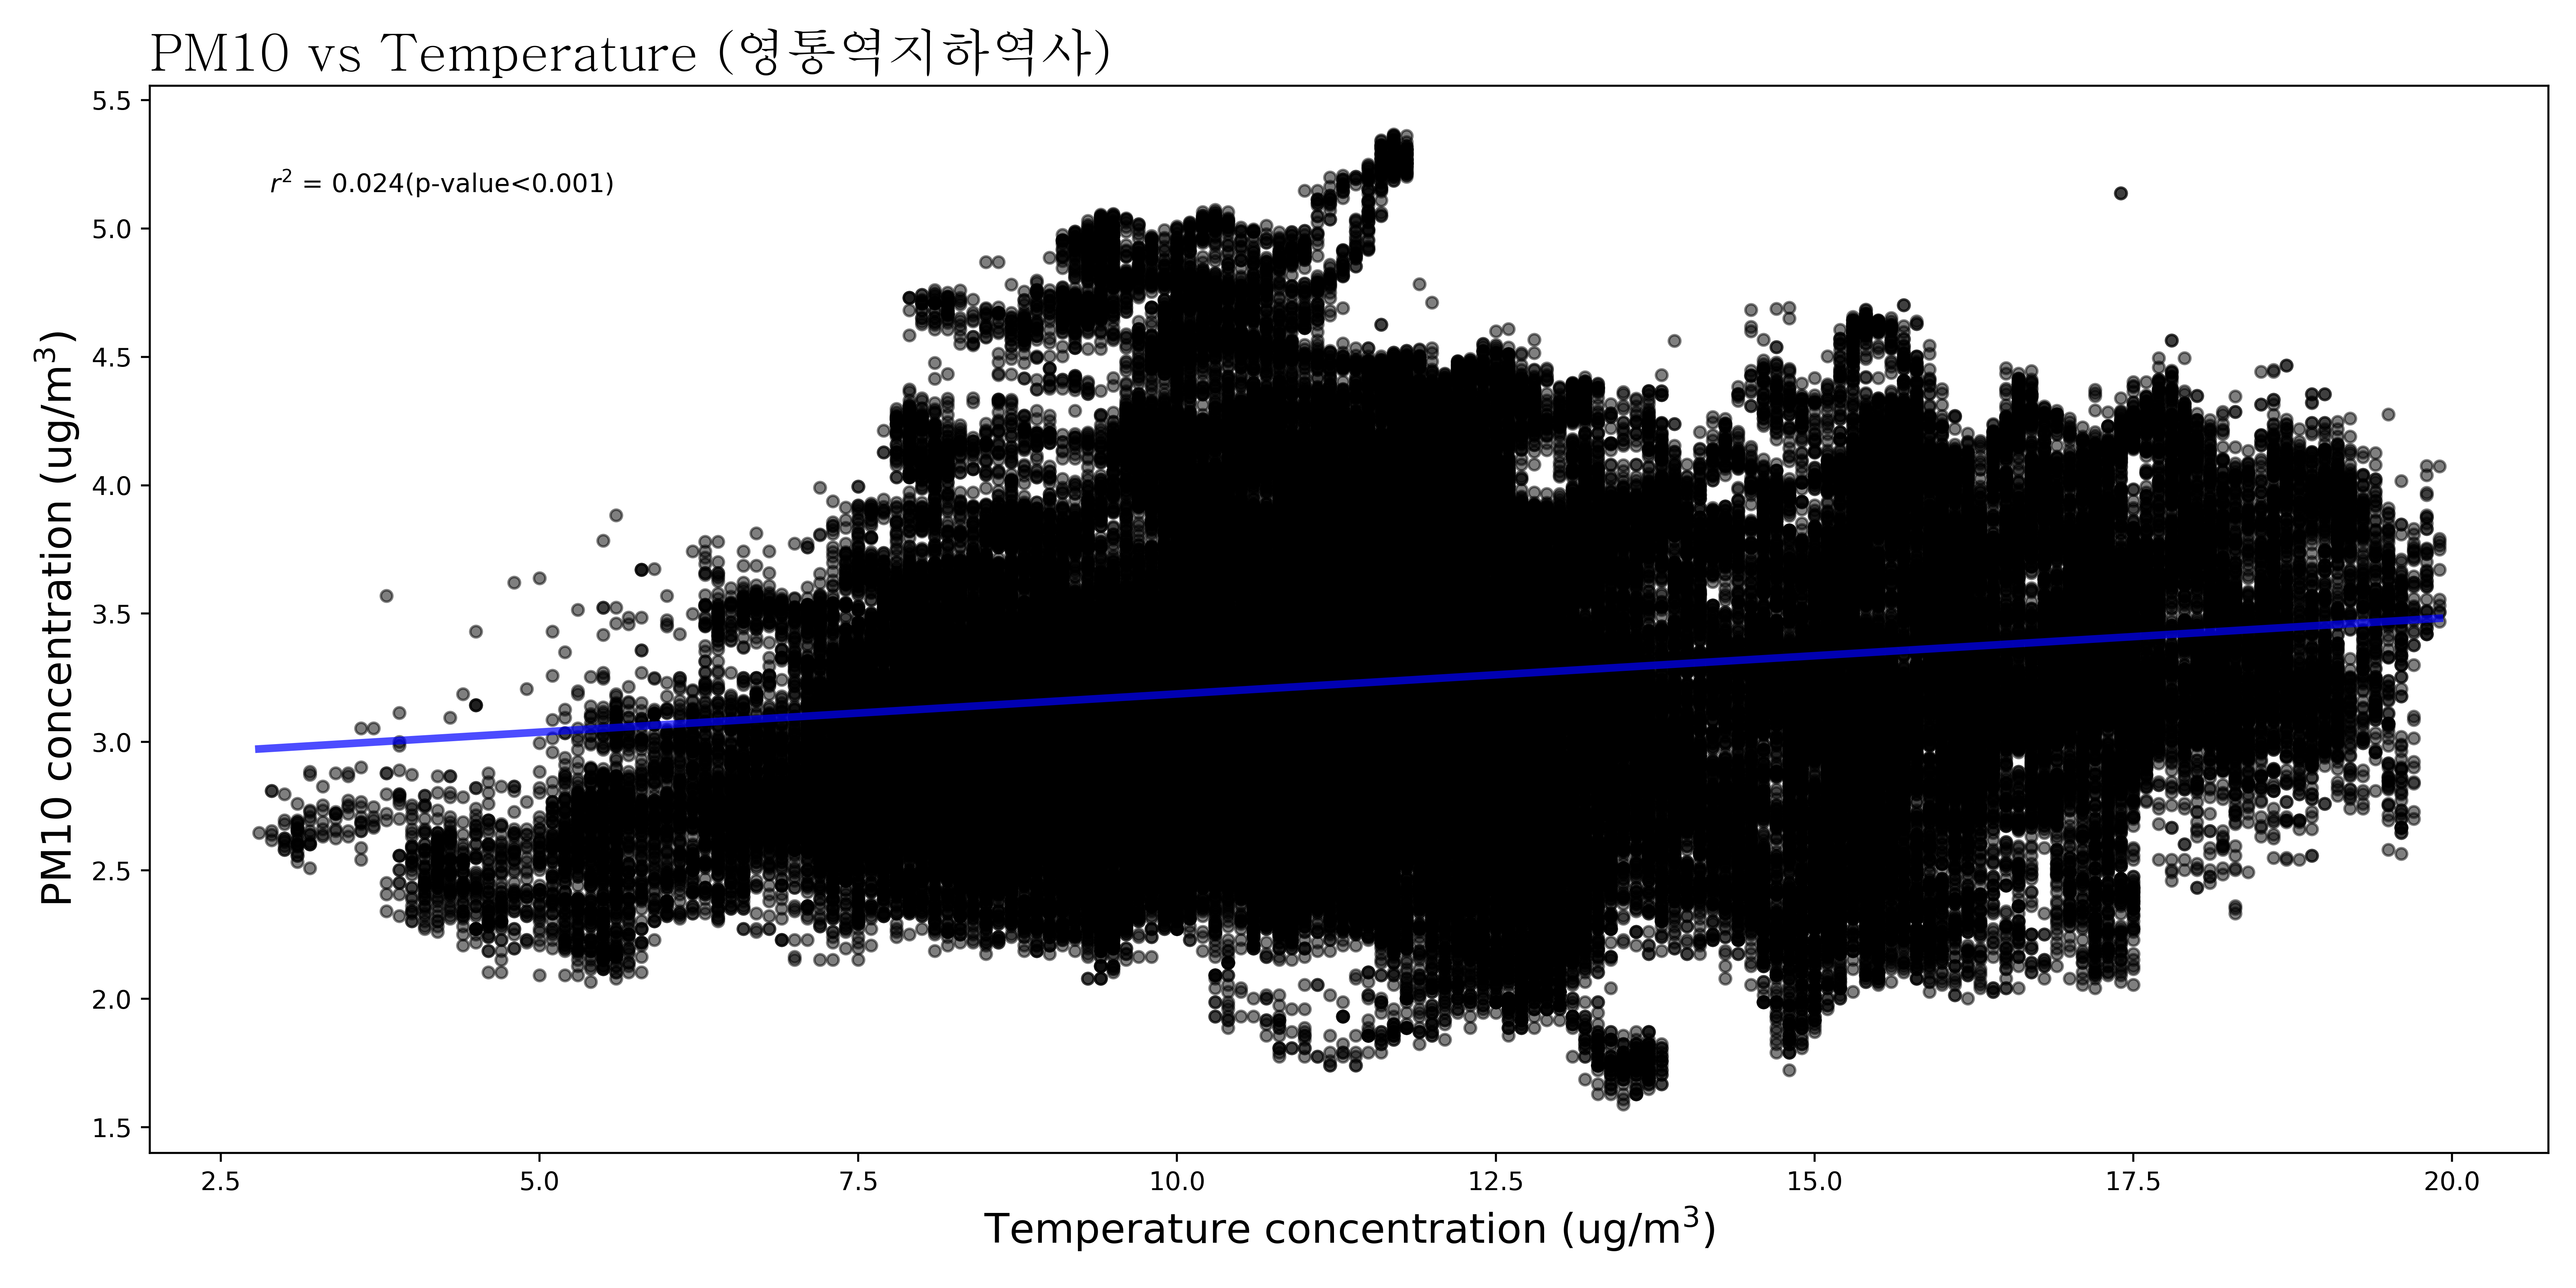 PM10 vs Temperature (영통역지하역사)
r² = 0.024(p-value<0.001)
PM10 concentration (ug/m³)
5.5
5.0
4.5
4.0
3.5
3.0
2.5
2.0
1.5
2.5 5.0 7.5 10.0 12.5 15.0 17.5 20.0
Temperature concentration (ug/m³)